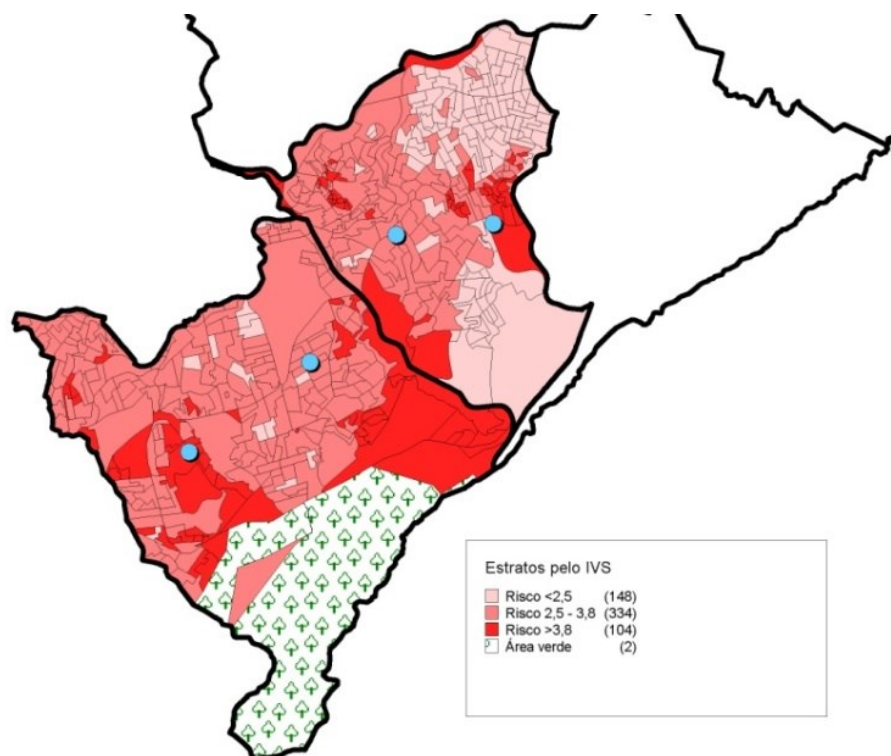 Estratos pelo IVS
Risco <2,5 (148)
Risco 2,5 - 3,8 (334)
Risco >3,8 (104)
Área verde (2)